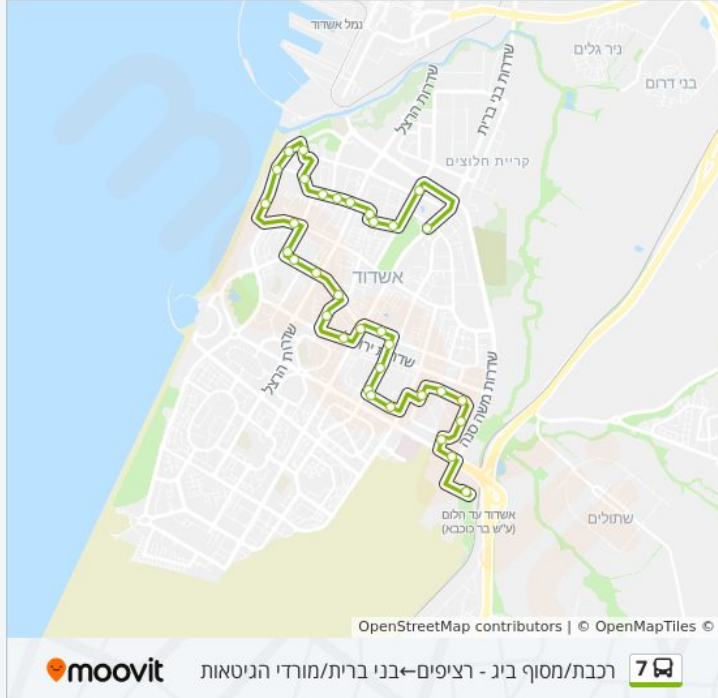 נמל אשדוד
ניר גלים
בני דרום
שדרות הרצל
שדרות בני ברית
קריית חלוצים
אשדוד
שדרות הרצל
שדרות משה סנה
אשדוד עד הלום
(ע"ש בר כוכבא)
שתולים
OpenStreetMap contributors | © OpenMapTiles ©
7 רכבת/מסוף ביג - רציפים←בני ברית/מורדי הגיטאות
moovit